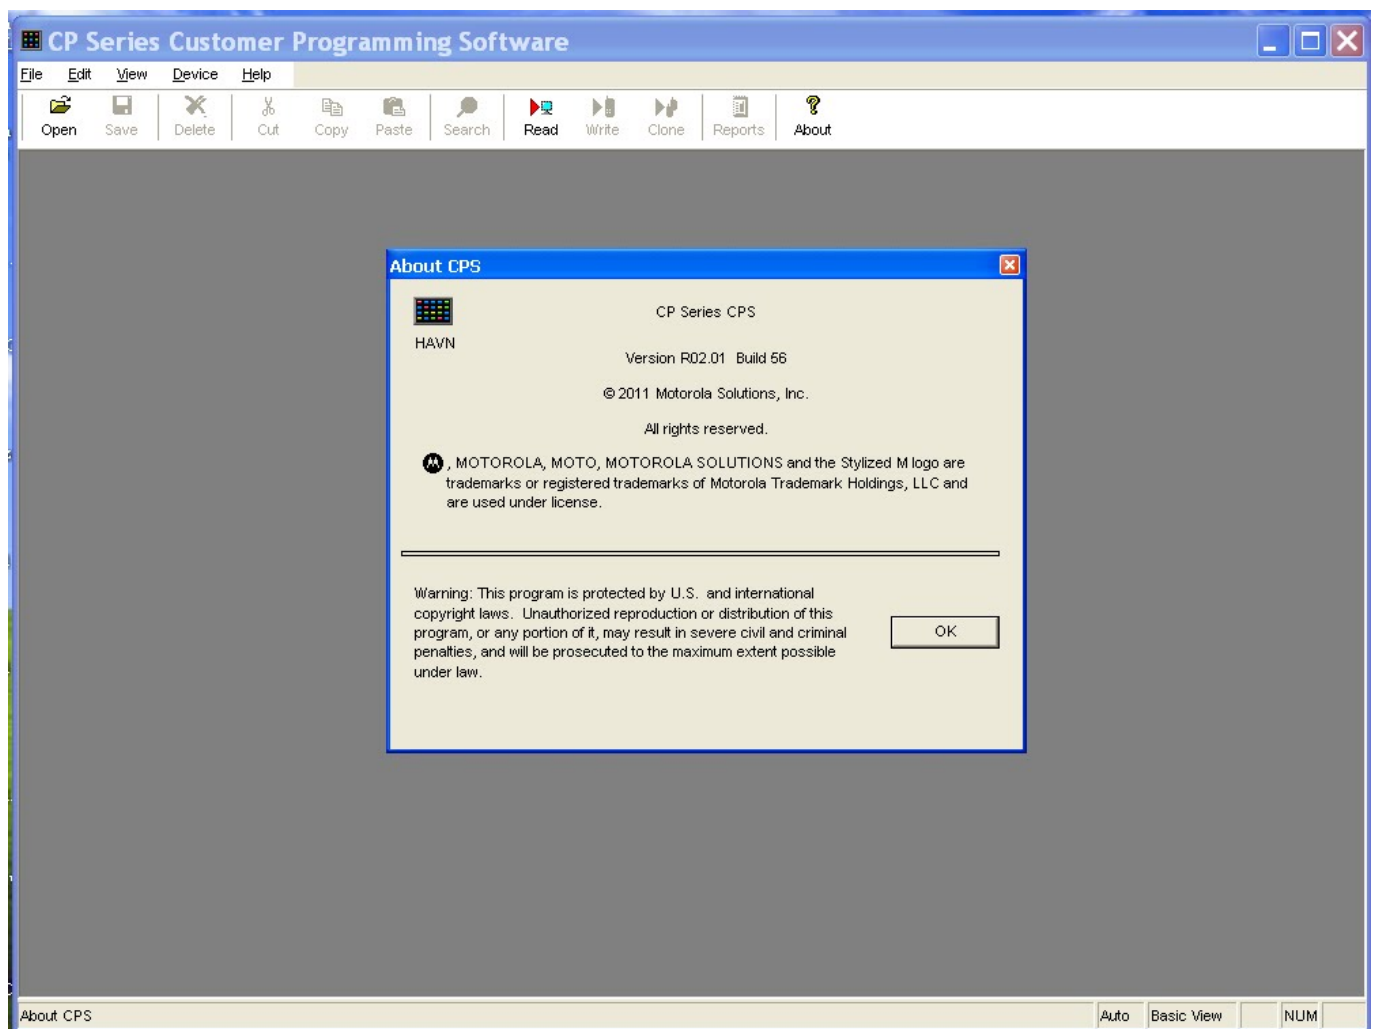 CP Series Customer Programming Software
File Edit View Device Help
Open Save Delete Cut Copy Paste Search Read Write Clone Reports About
About CPS
CP Series CPS
HAVN
Version R02.01 Build 56
© 2011 Motorola Solutions, Inc.
All rights reserved.
, MOTOROLA, MOTO, MOTOROLA SOLUTIONS and the Stylized M logo are
trademarks or registered trademarks of Motorola Trademark Holdings, LLC and
are used under license.
Warning: This program is protected by U.S. and international
copyright laws. Unauthorized reproduction or distribution of this
program, or any portion of it, may result in severe civil and criminal
penalties, and will be prosecuted to the maximum extent possible
under law.
OK
About CPS Auto Basic View NUM